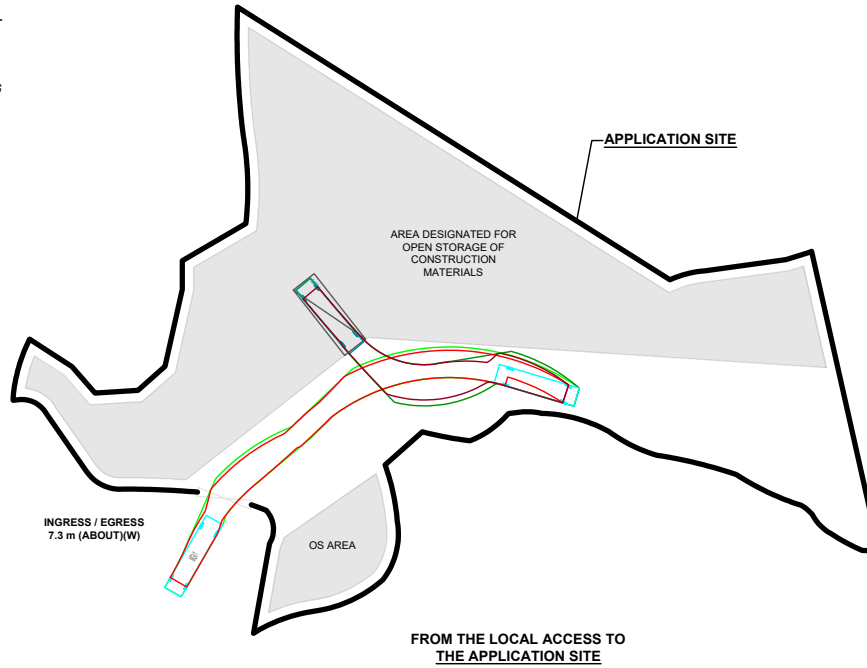 APPLICATION SITE
AREA DESIGNATED FOR
OPEN STORAGE OF
CONSTRUCTION
MATERIALS
INGRESS / EGRESS
7.3 m (ABOUT)(W)
OS AREA
FROM THE LOCAL ACCESS TO
THE APPLICATION SITE